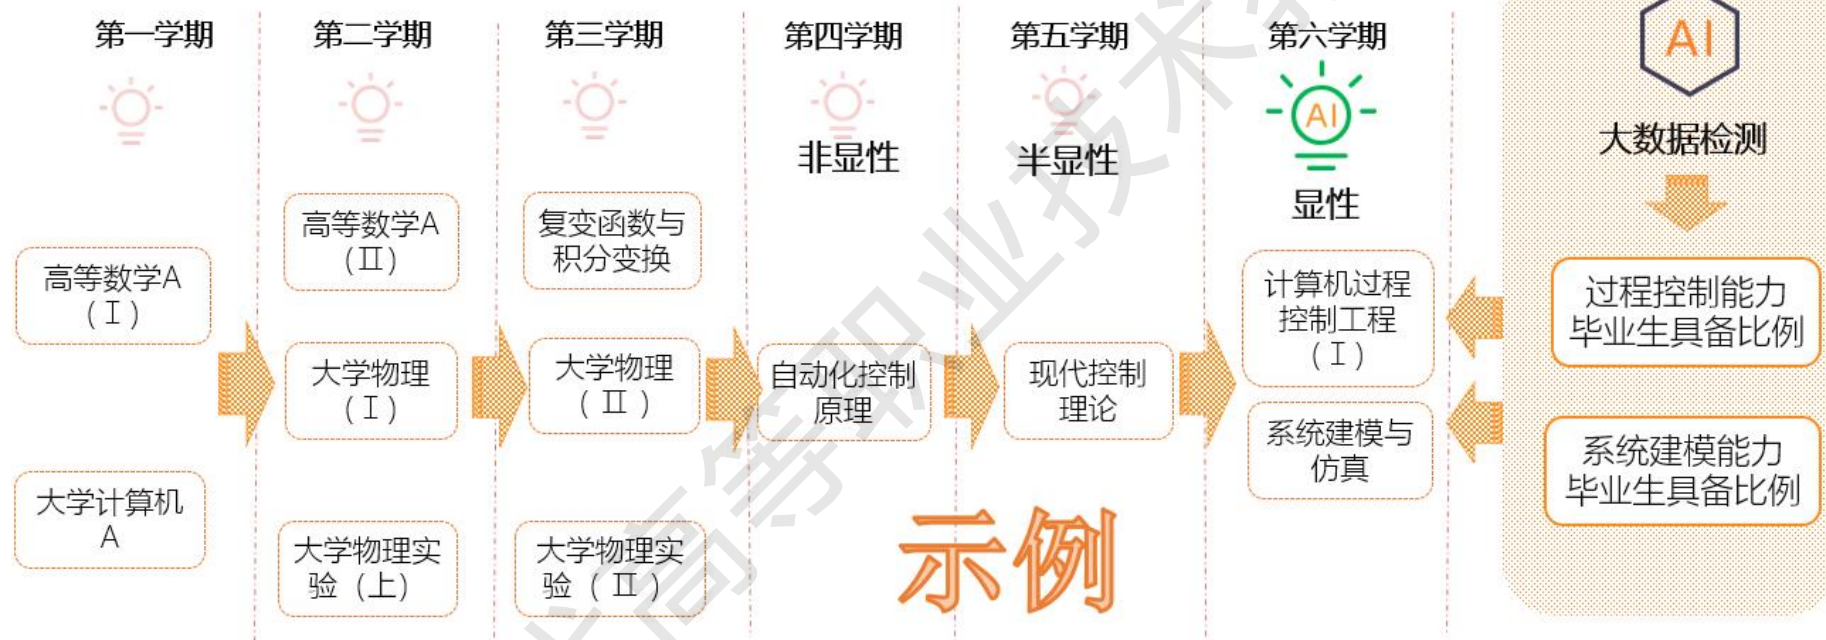 第一学期
第二学期
第三学期
第四学期
第五学期
第六学期
AI
AI
大数据检测
非显性
半显性
显性
高等数学A
(Ⅰ)
大学计算机
A
高等数学A
(Ⅱ)
大学物理
(Ⅰ)
大学物理实
验（上）
复变函数与
积分变换
大学物理
(Ⅱ)
大学物理实
验（Ⅱ）
自动化控制
原理
现代控制
理论
计算机过程
控制工程
(Ⅰ)
系统建模与
仿真
过程控制能力
毕业生具备比例
系统建模能力
毕业生具备比例
示例
高等职业技术